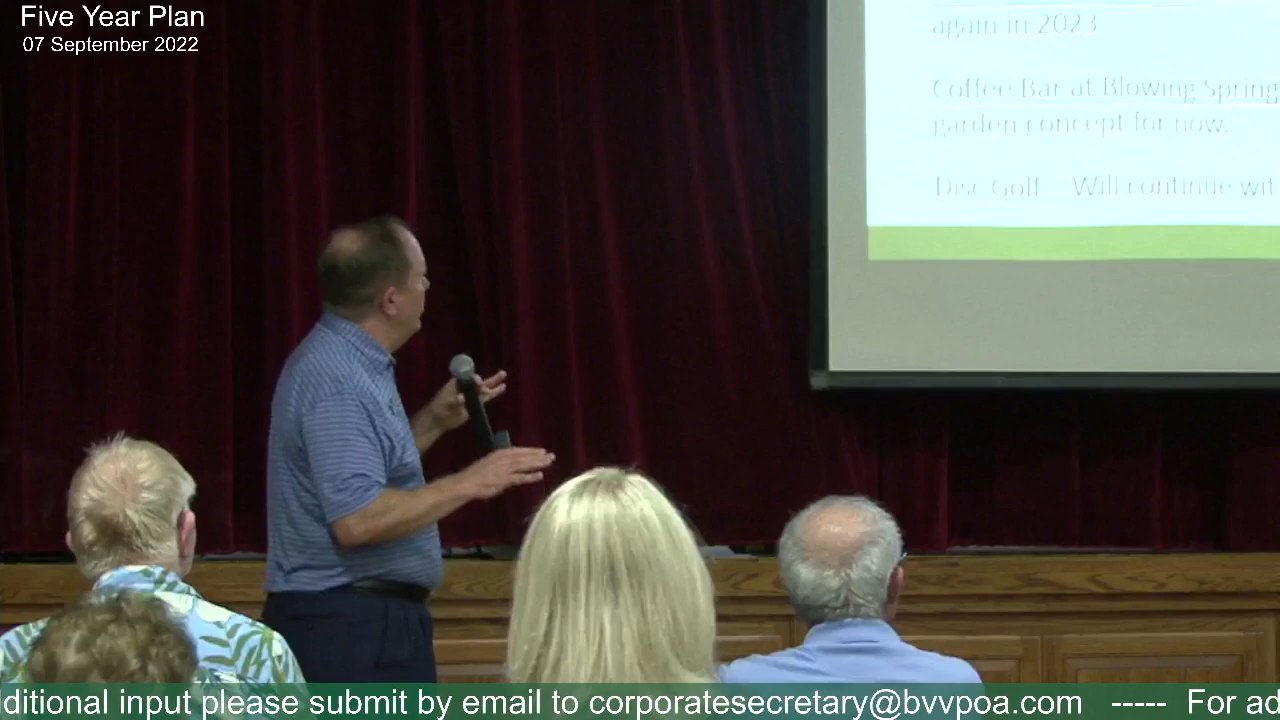 Five Year Plan
07 September 2022
again in 2023
Coffee Bar at Blowing Spring
garden concept for now.
Disc Golf – Will continue wit
ditional input please submit by email to corporatesecretary@bvvpoa.com ----- For ad